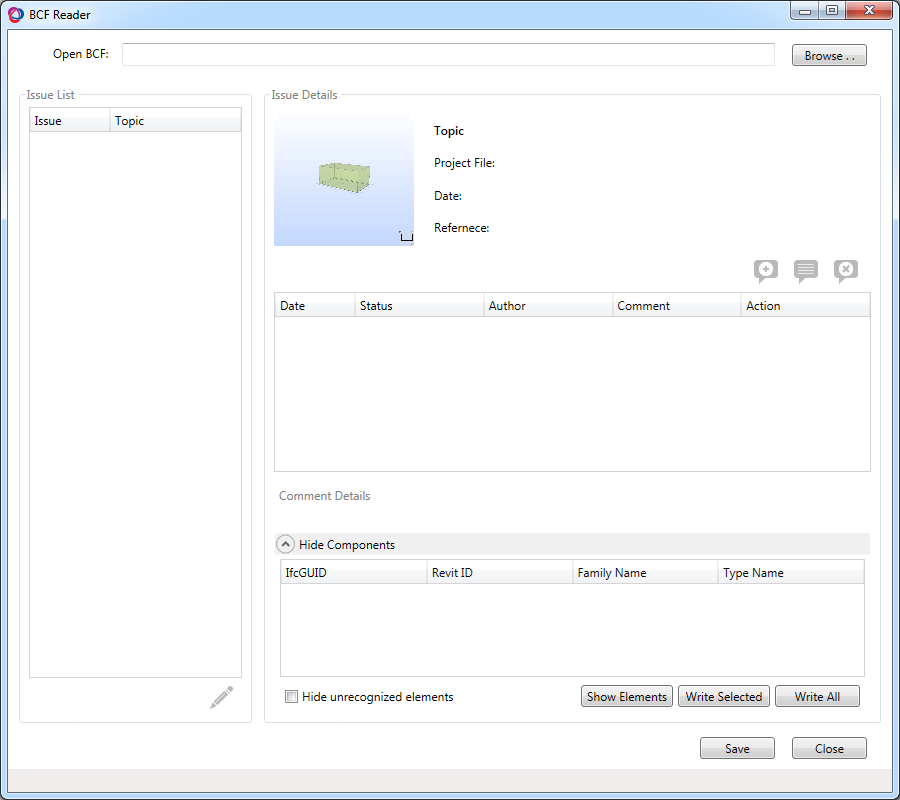 BCF Reader
Open BCF:
Browse . .
Issue List
Issue Topic
Issue Details
Topic
Project File:
Date:
Refernece:
Date Status Author Comment Action
Comment Details
Hide Components
IfcGUID Revit ID Family Name Type Name
Hide unrecognized elements
Show Elements Write Selected Write All
Save Close